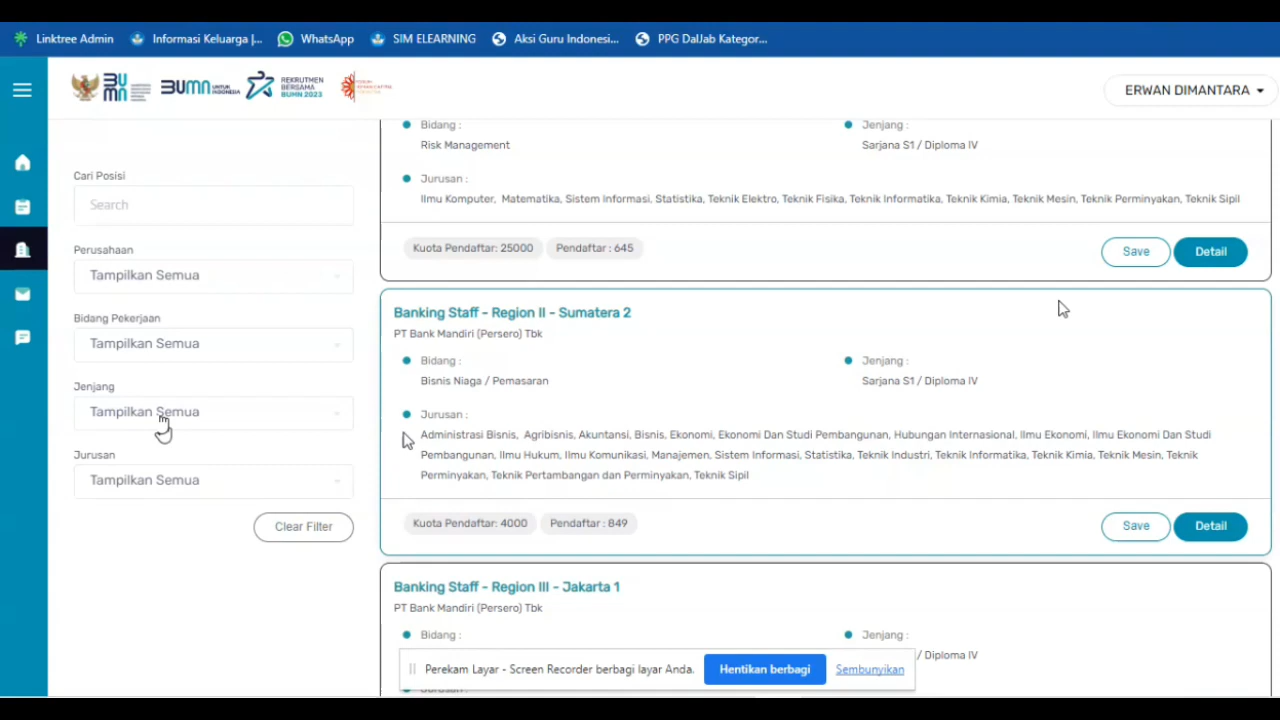 Linktree Admin
Informasi Keluarga |...
WhatsApp
SIM ELEARNING
Aksi Guru Indonesi...
PPG DalJab Kategor...
BUMN
BUMN UNTUK INDONESIA
REKRUTMEN
BERSAMA
BUMN 2023
ERWAN DIMANTARA
Cari Posisi
Search
Perusahaan
Tampilkan Semua
Bidang Pekerjaan
Tampilkan Semua
Jenjang
Tampilkan Semua
Jurusan
Tampilkan Semua
Clear Filter
Bidang :
Risk Management
Jenjang :
Sarjana S1 / Diploma IV
Jurusan :
Ilmu Komputer, Matematika, Sistem Informasi, Statistika, Teknik Elektro, Teknik Fisika, Teknik Informatika, Teknik Kimia, Teknik Mesin, Teknik Perminyakan, Teknik Sipil
Kuota Pendaftar: 25000
Pendaftar : 645
Save
Detail
Banking Staff - Region II - Sumatera 2
PT Bank Mandiri (Persero) Tbk
Bidang :
Bisnis Niaga / Pemasaran
Jenjang :
Sarjana S1 / Diploma IV
Jurusan :
Administrasi Bisnis, Agribisnis, Akuntansi, Bisnis, Ekonomi, Ekonomi Dan Studi Pembangunan, Hubungan Internasional, Ilmu Ekonomi, Ilmu Ekonomi Dan Studi
Pembangunan, Ilmu Hukum, Ilmu Komunikasi, Manajemen, Sistem Informasi, Statistika, Teknik Industri, Teknik Informatika, Teknik Kimia, Teknik Mesin, Teknik
Perminyakan, Teknik Pertambangan dan Perminyakan, Teknik Sipil
Kuota Pendaftar: 4000
Pendaftar : 849
Save
Detail
Banking Staff - Region III - Jakarta 1
PT Bank Mandiri (Persero) Tbk
Bidang :
Jenjang :
/ Diploma IV
Perekam Layar - Screen Recorder berbagi layar Anda.
Hentikan berbagi
Sembunyikan
Jurusan :